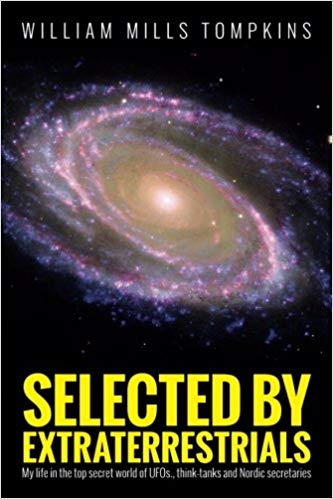 WILLIAM MILLS TOMPKINS
SELECTED BY
EXTRATERRESTRIALS
My life in the top secret world of UFOs., think-tanks and Nordic secretaries